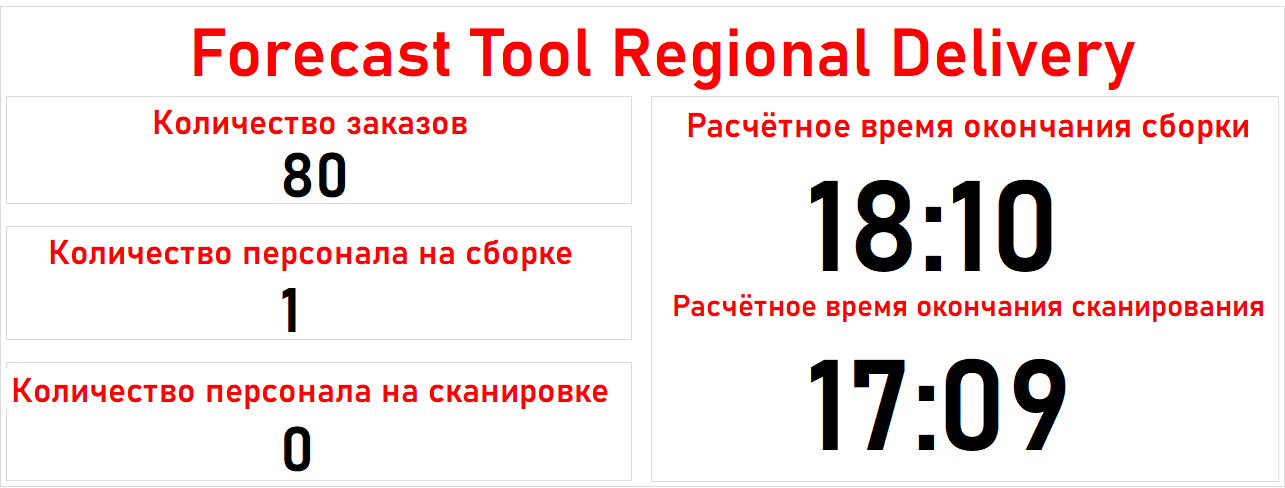 Forecast Tool Regional Delivery
Количество заказов
80
Количество персонала на сборке
1
Количество персонала на сканировке
0
Расчётное время окончания сборки
18:10
Расчётное время окончания сканирования
17:09